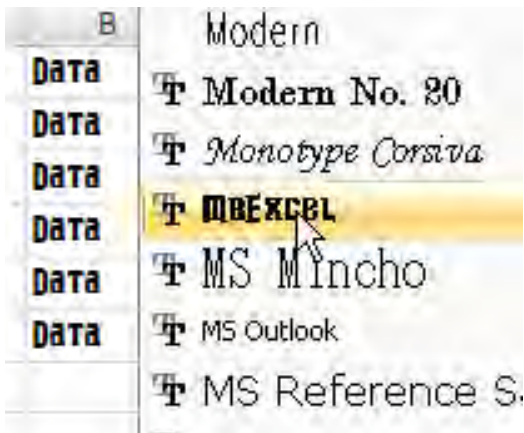 B
Data
Data
Data
Data
Data
Data
Modern
Modern No. 20
Monotype Corsiva
MrExcel
MS Mincho
MS Outlook
MS Reference